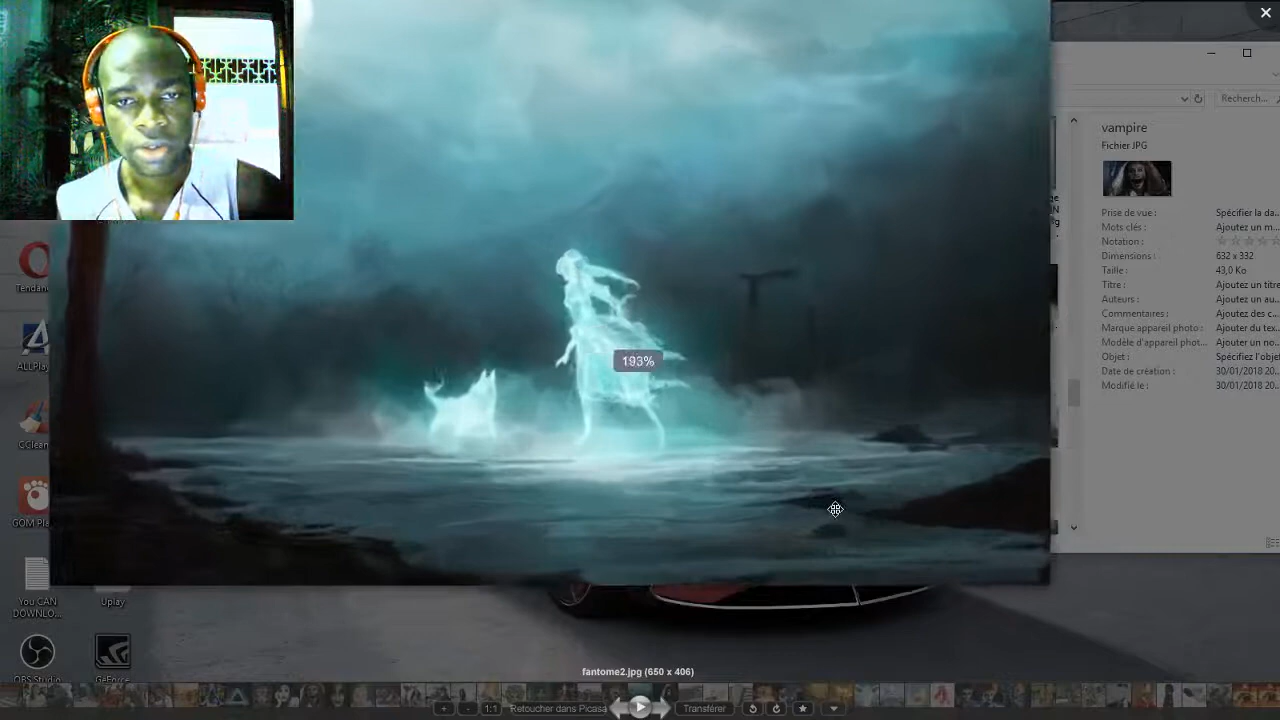 Recherch...
vampire
Fichier JPG
Prise de vue :
Spécifier la da...
Mots clés :
Ajoutez un m...
Notation :
Dimensions :
632 x 332
Taille :
43,0 Ko
Titre :
Ajoutez un titre
Auteurs :
Ajoutez un au...
Commentaires :
Ajoutez des c...
Marque appareil photo :
Ajouter du tex...
Modèle d'appareil phot...
Ajouter un no...
Objet :
Spécifiez l'obje
Date de création :
30/01/2018 20...
Modifié le :
30/01/2018 20...
193%
Tendanc
ALLPlay
CClean
GOM Pla
You CAN
DOWNLO...
Uplay
OBS Studio
GeForce
fantome2.jpg (650 x 406)
+
-
1:1
Retoucher dans Picasa
Transférer